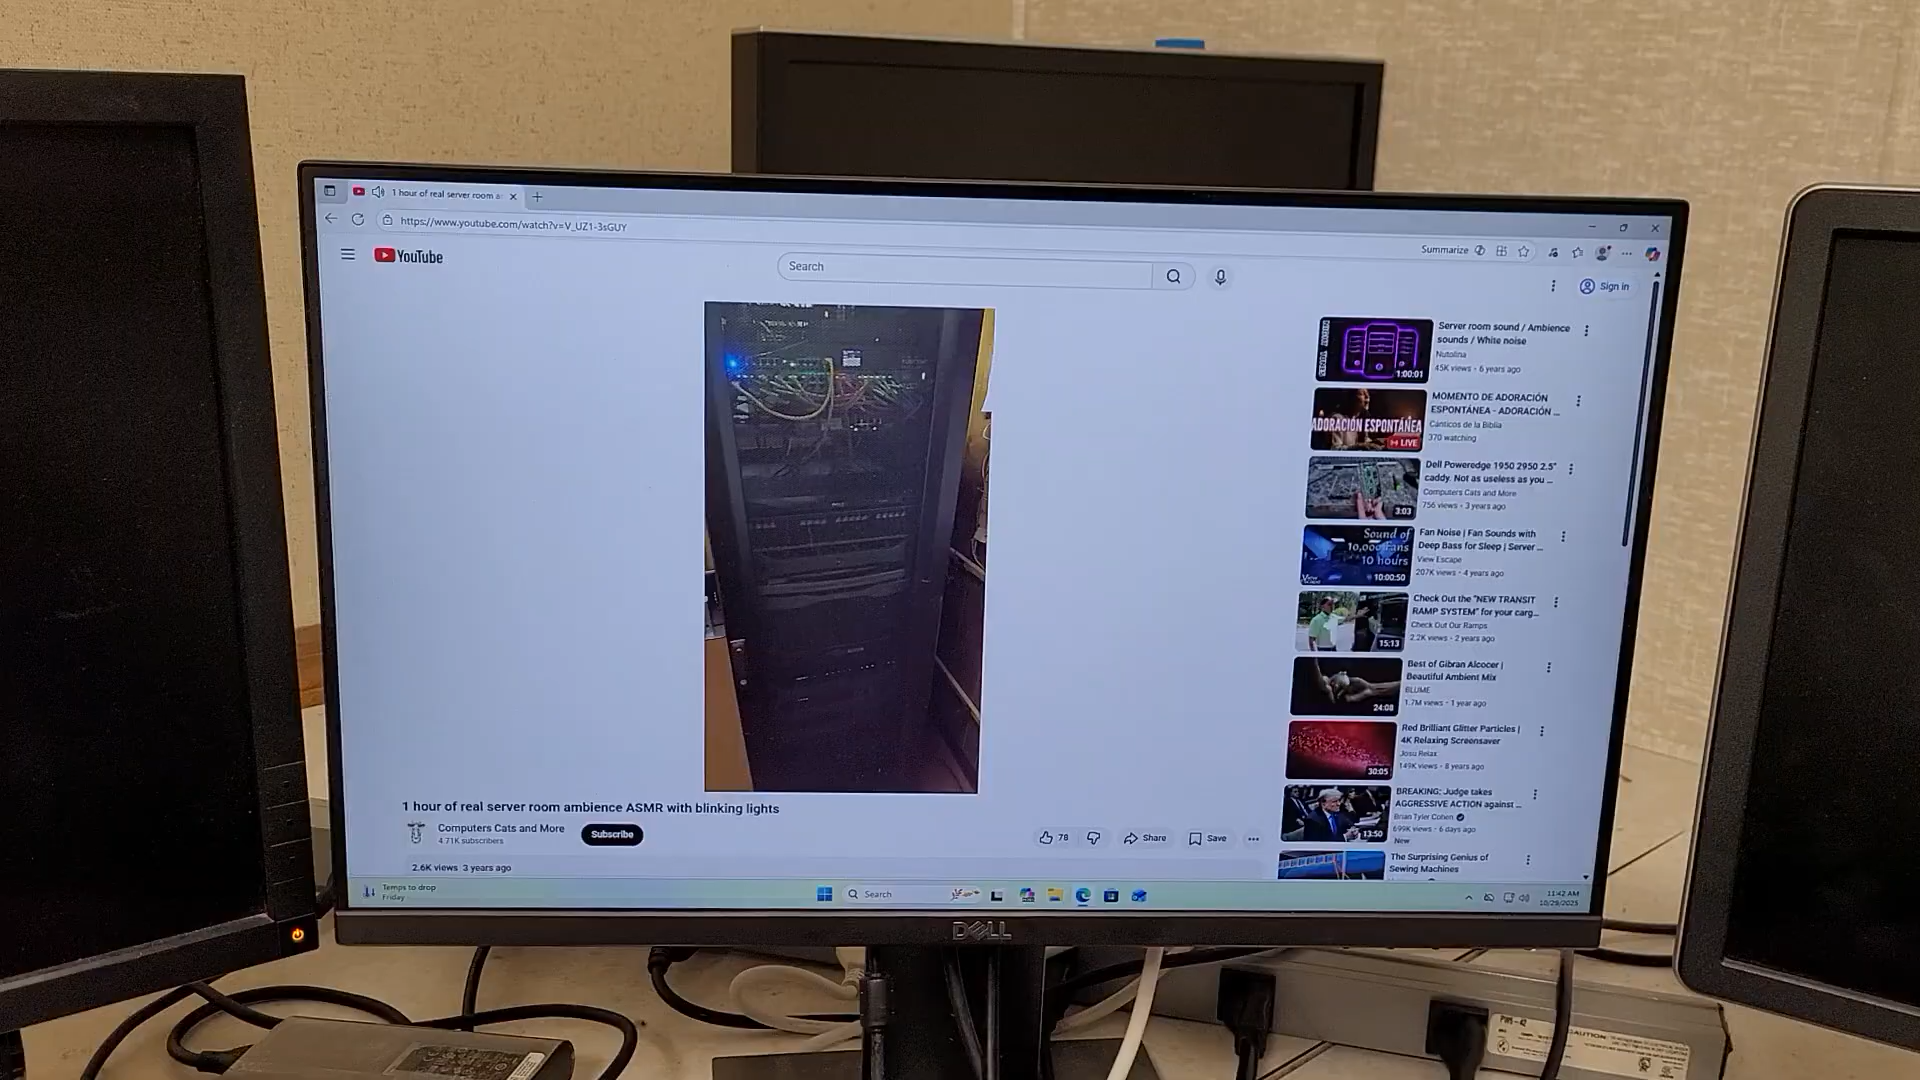 1 hour of real server room a
https://www.youtube.com/watch?v=V_UZ1-3sGUY
Summarize
YouTube
Search
Sign in
Server room sound / Ambience
sounds / White noise
Nutolina
45K views • 6 years ago
1:00:01
MOMENTO DE ADORACIÓN
ESPONTÁNEA - ADORACIÓN ...
Cánticos de la Biblia
370 watching
ADORACIÓN ESPONTÁNEA
LIVE
Dell Poweredge 1950 2950 2.5"
caddy. Not as useless as you ...
Computers Cats and More
756 views • 3 years ago
3:03
Fan Noise | Fan Sounds with
Deep Bass for Sleep | Server ...
View Escape
207K views • 4 years ago
Sound of
10,000 Fans
10 hours
10:00:50
Check Out the "NEW TRANSIT
RAMP SYSTEM" for your carg...
Check Out Our Ramps
2.2K views • 2 years ago
15:13
Best of Gibran Alcocer |
Beautiful Ambient Mix
BLUME
1.7M views • 1 year ago
24:08
Red Brilliant Glitter Particles |
4K Relaxing Screensaver
Josu Relax
149K views • 8 years ago
30:05
BREAKING: Judge takes
AGGRESSIVE ACTION against ...
Brian Tyler Cohen
699K views • 6 days ago
New
13:50
The Surprising Genius of
Sewing Machines
1 hour of real server room ambience ASMR with blinking lights
Computers Cats and More
4.71K subscribers
Subscribe
78
Share
Save
2.6K views 3 years ago
Temps to drop
Friday
Search
11:42 AM
10/29/2025
DELL
CAUTION